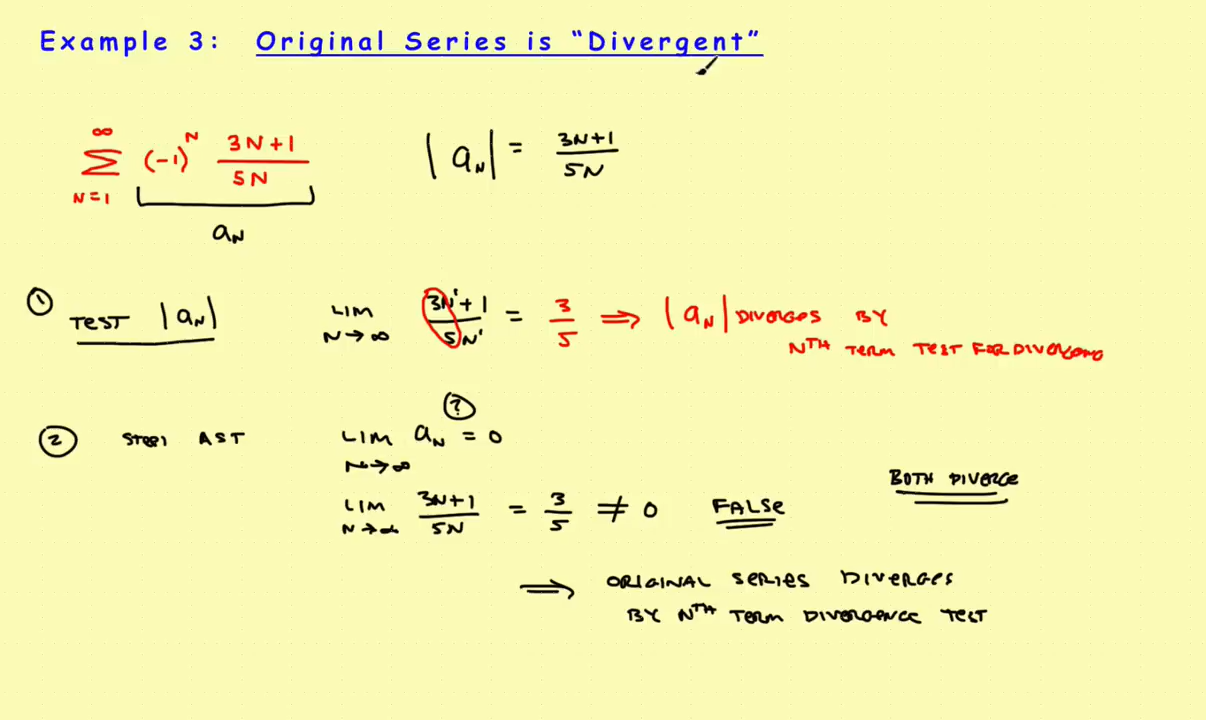 Example 3: Original Series is "Divergent"
∞
Σ (-1)^N (3N+1)/(5N)
N=1
a_N
|a_N| = (3N+1)/(5N)
① TEST |a_N|
LIM N→∞ (3N'+1)/(5N') = 3/5 ⇒ |a_N| DIVERGES BY
NTH TERM TEST FOR
② AST
LIM N→∞ a_N = 0
?
LIM N→∞ (3N+1)/(5N) = 3/5 ≠ 0 FALSE
BOTH DIVERGE
⇒ ORIGINAL SERIES DIVERGES
BY NTH TERM DIVERGENCE TEST